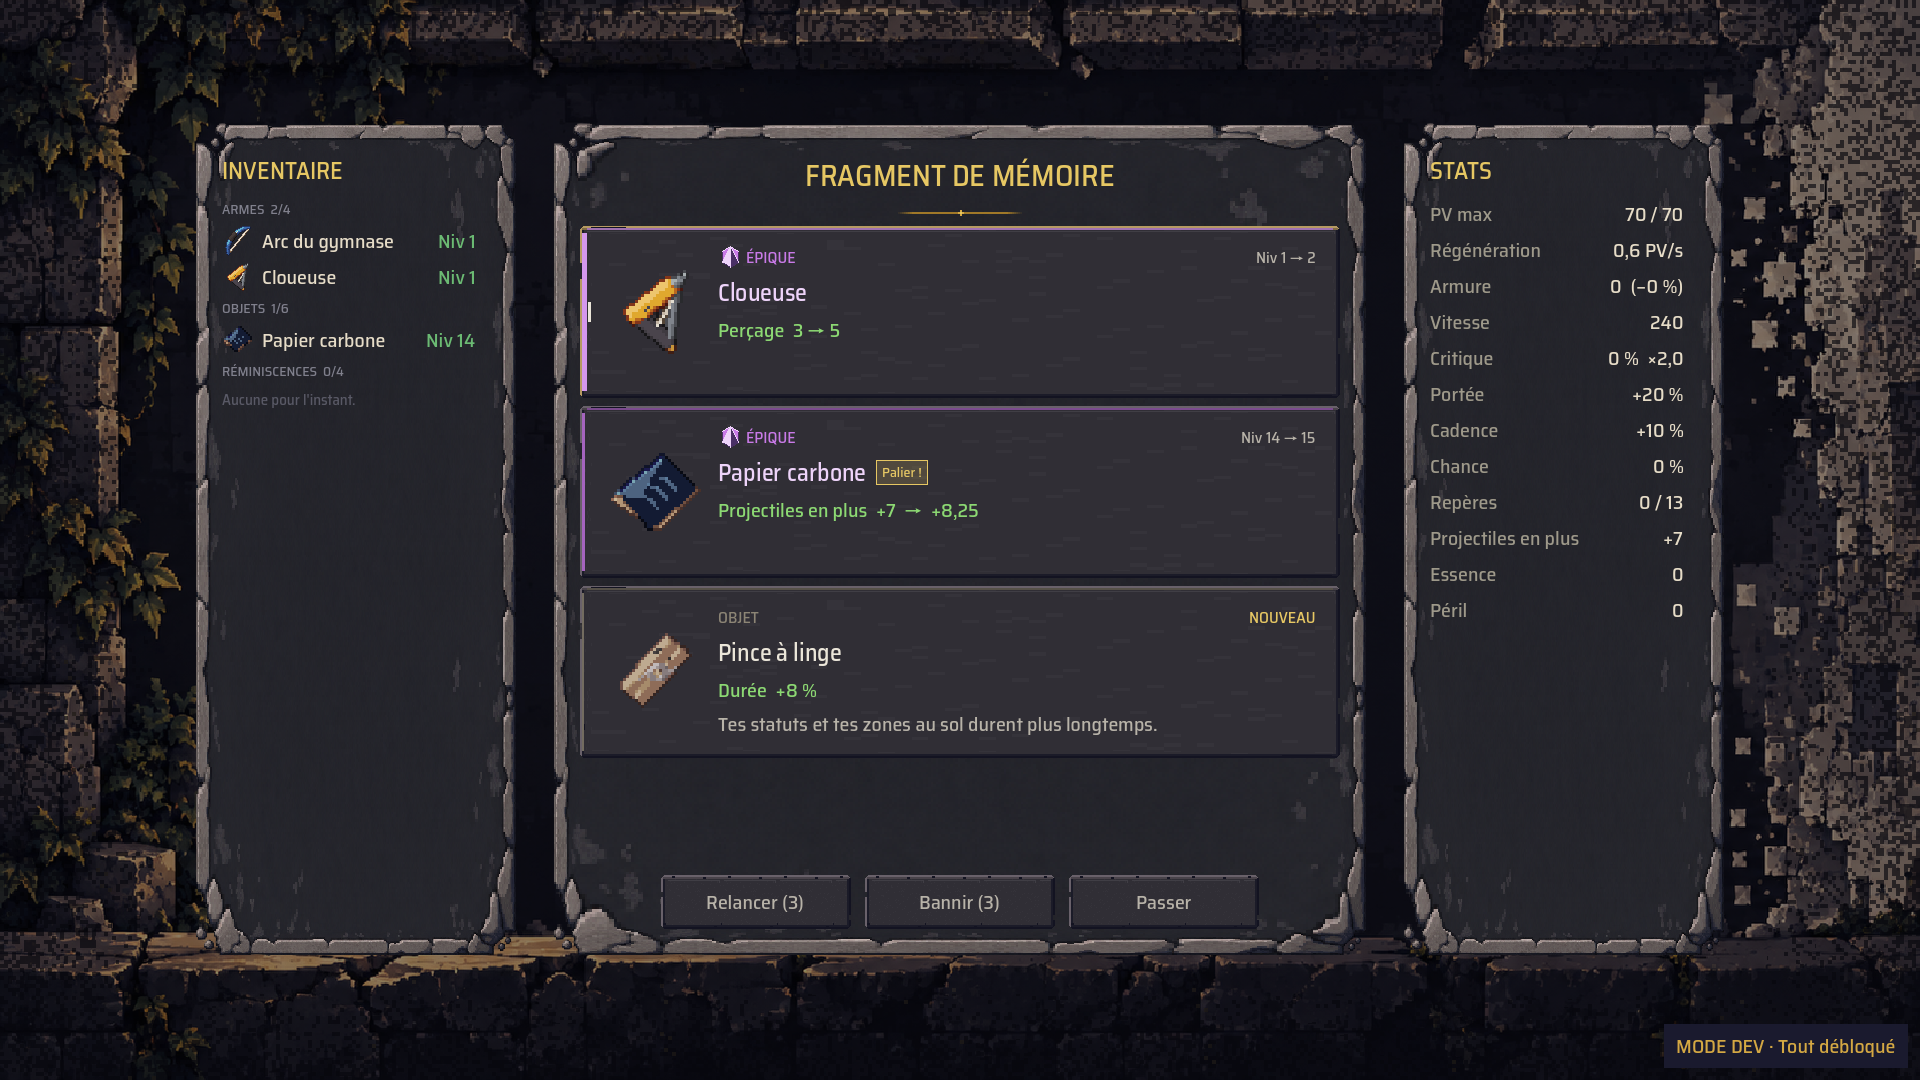 INVENTAIRE
ARMES 2/4
Arc du gymnase Niv 1
Cloueuse Niv 1
OBJETS 1/6
Papier carbone Niv 14
RÉMINISCENCES 0/4
Aucune pour l'instant.
FRAGMENT DE MÉMOIRE
ÉPIQUE Niv 1 → 2
Cloueuse
Perçage 3 → 5
ÉPIQUE Niv 14 → 15
Papier carbone Palier !
Projectiles en plus +7 → +8,25
OBJET NOUVEAU
Pince à linge
Durée +8 %
Tes statuts et tes zones au sol durent plus longtemps.
Relancer (3) Bannir (3) Passer
STATS
PV max 70 / 70
Régénération 0,6 PV/s
Armure 0 (−0 %)
Vitesse 240
Critique 0 % ×2,0
Portée +20 %
Cadence +10 %
Chance 0 %
Repères 0 / 13
Projectiles en plus +7
Essence 0
Péril 0
MODE DEV · Tout débloqué